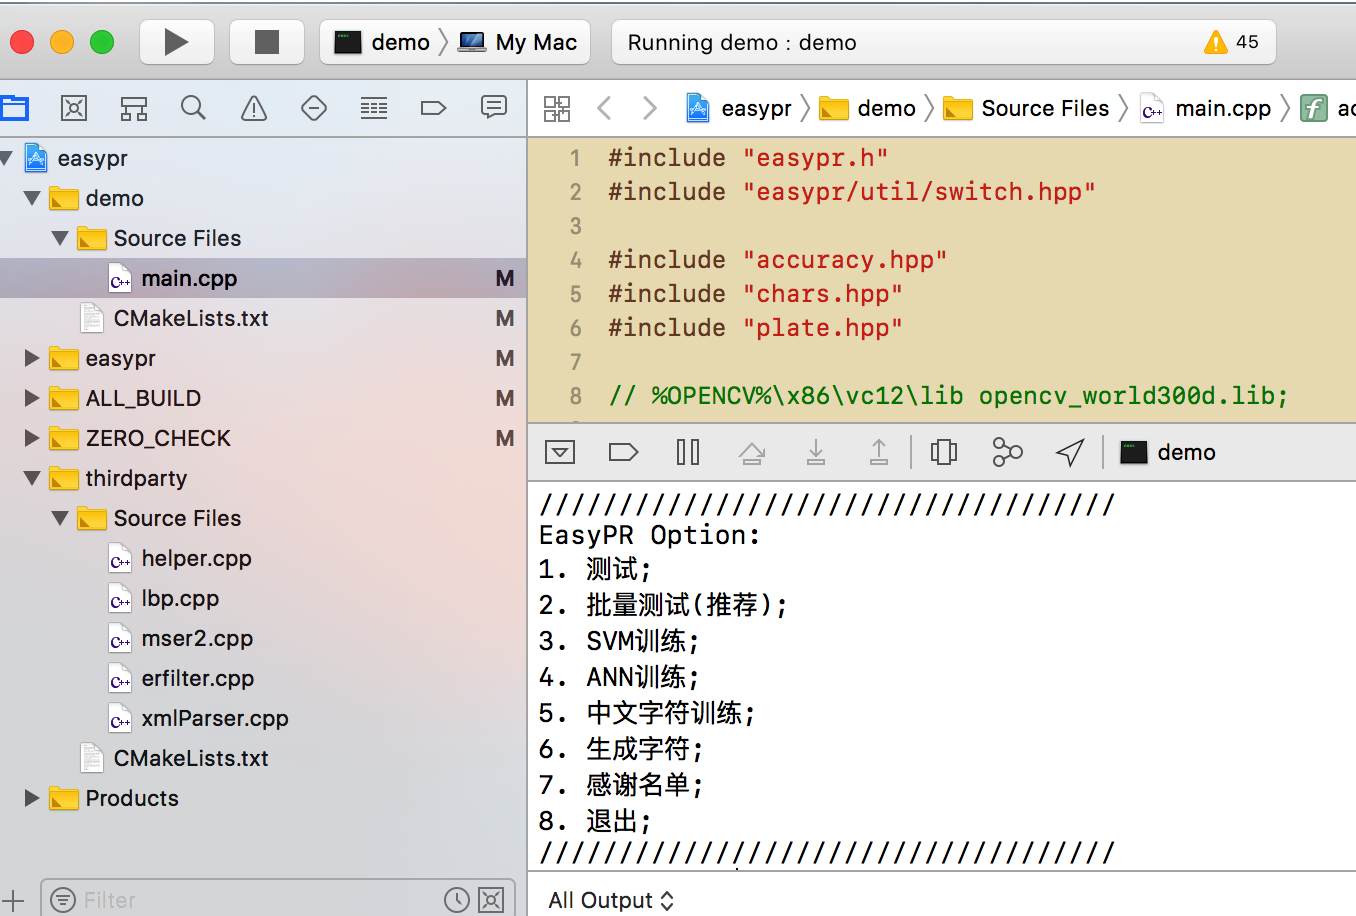 demo
My Mac
Running demo : demo
45
easypr
demo
Source Files
main.cpp
M
CMakeLists.txt
M
easypr
M
ALL_BUILD
M
ZERO_CHECK
M
thirdparty
Source Files
helper.cpp
lbp.cpp
mser2.cpp
erfilter.cpp
xmlParser.cpp
CMakeLists.txt
Products
Filter
easypr
demo
Source Files
main.cpp
f
1 #include "easypr.h"
2 #include "easypr/util/switch.hpp"
3
4 #include "accuracy.hpp"
5 #include "chars.hpp"
6 #include "plate.hpp"
7
8 // %OPENCV%\x86\vc12\lib opencv_world300d.lib;
demo
////////////////////////////////////
EasyPR Option:
1. 测试;
2. 批量测试(推荐);
3. SVM训练;
4. ANN训练;
5. 中文字符训练;
6. 生成字符;
7. 感谢名单;
8. 退出;
////////////////////////////////////
All Output